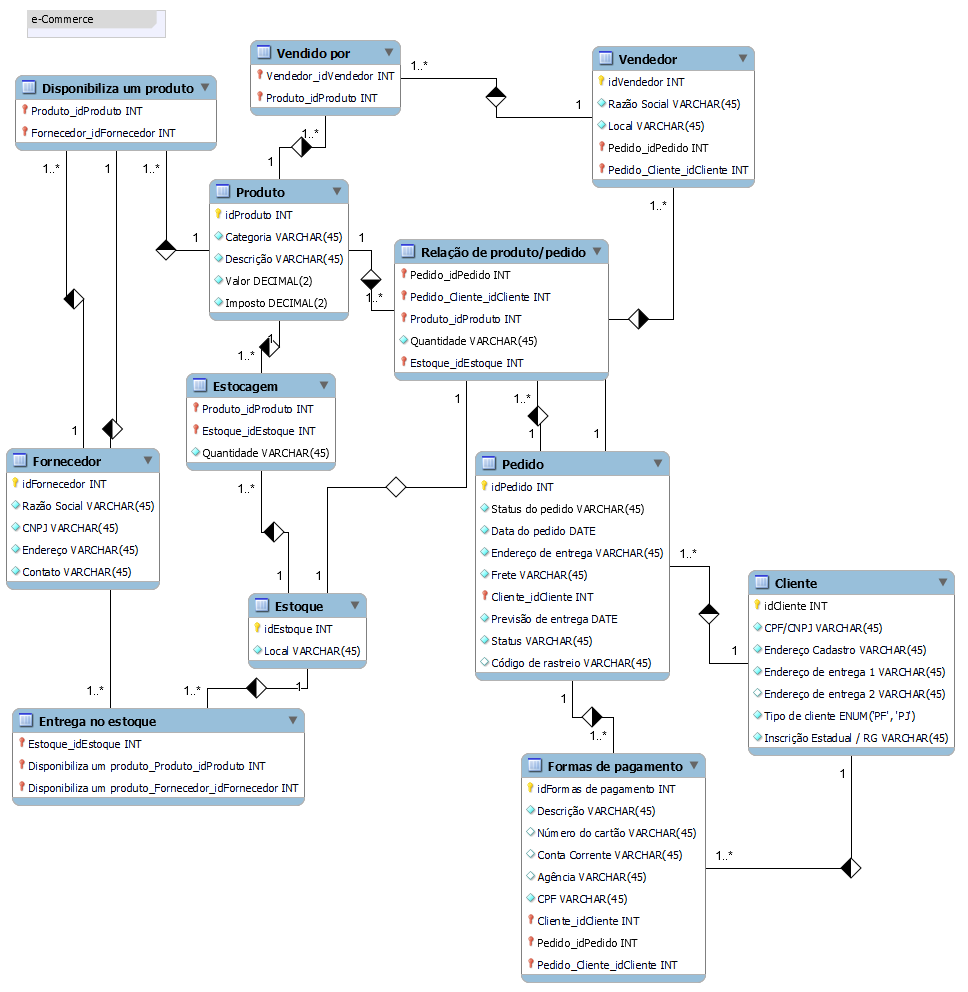 e-Commerce
Disponibiliza um produto
Produto_idProduto INT
Fornecedor_idFornecedor INT
Vendido por
Vendedor_idVendedor INT
Produto_idProduto INT
Vendedor
idVendedor INT
Razão Social VARCHAR(45)
Local VARCHAR(45)
Pedido_idPedido INT
Pedido_Cliente_idCliente INT
1..*
1
1..*
1
1..*
1
1..*
1
1..*
Produto
idProduto INT
Categoria VARCHAR(45)
Descrição VARCHAR(45)
Valor DECIMAL(2)
Imposto DECIMAL(2)
1
1
1..*
Relação de produto/pedido
Pedido_idPedido INT
Pedido_Cliente_idCliente INT
Produto_idProduto INT
Quantidade VARCHAR(45)
Estoque_idEstoque INT
1
1..*
Estocagem
Produto_idProduto INT
Estoque_idEstoque INT
Quantidade VARCHAR(45)
1
1..*
1
1
1
Fornecedor
idFornecedor INT
Razão Social VARCHAR(45)
CNPJ VARCHAR(45)
Endereço VARCHAR(45)
Contato VARCHAR(45)
1..*
1
1
Pedido
idPedido INT
Status do pedido VARCHAR(45)
Data do pedido DATE
Endereço de entrega VARCHAR(45)
Frete VARCHAR(45)
Cliente_idCliente INT
Previsão de entrega DATE
Status VARCHAR(45)
Código de rastreio VARCHAR(45)
1..*
1
Cliente
idCliente INT
CPF/CNPJ VARCHAR(45)
Endereço Cadastro VARCHAR(45)
Endereço de entrega 1 VARCHAR(45)
Endereço de entrega 2 VARCHAR(45)
Tipo de cliente ENUM('PF', 'PJ')
Inscrição Estadual / RG VARCHAR(45)
Estoque
idEstoque INT
Local VARCHAR(45)
1..*
1..*
1
Entrega no estoque
Estoque_idEstoque INT
Disponibiliza um produto_Produto_idProduto INT
Disponibiliza um produto_Fornecedor_idFornecedor INT
1
1..*
Formas de pagamento
idFormas de pagamento INT
Descrição VARCHAR(45)
Número do cartão VARCHAR(45)
Conta Corrente VARCHAR(45)
Agência VARCHAR(45)
CPF VARCHAR(45)
Cliente_idCliente INT
Pedido_idPedido INT
Pedido_Cliente_idCliente INT
1
1..*